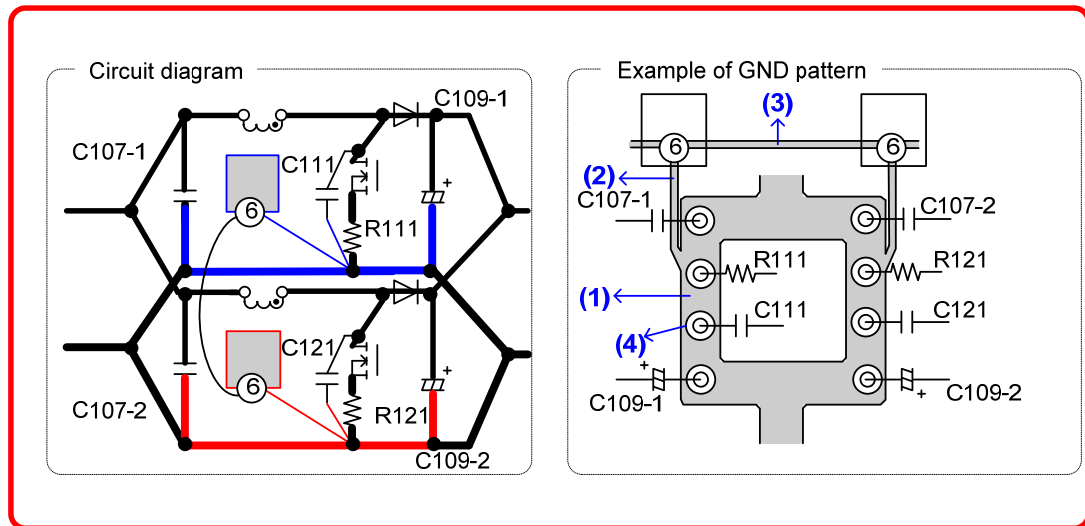 Circuit diagram
C109-1
C107-1
C111
6
+
R111
C121
6
+
C107-2
R121
C109-2
Example of GND pattern
(3)
6
6
(2)
C107-1
C107-2
R111
R121
(1)
C111
C121
(4)
+
C109-1
+
C109-2